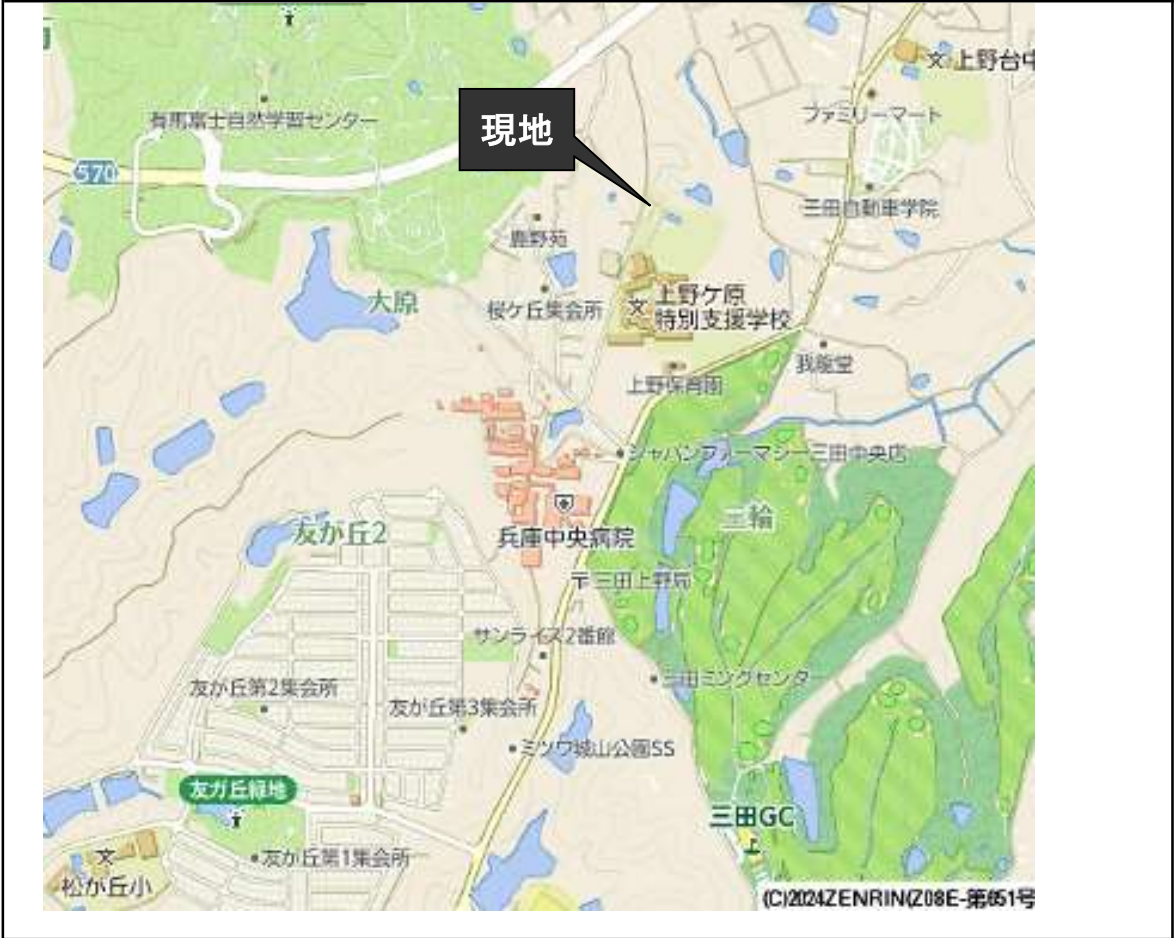 上野台中
有馬富士自然学習センター
現地
ファミリーマート
570
三田自動車学院
鹿野苑
大原
桜ケ丘集会所
上野ケ原
特別支援学校
我龍堂
上野保育園
ジャパンファーマシー三田中央店
三輪
友が丘2
兵庫中央病院
〒三田上野局
サンライズ2番館
三田ミングセンタ
友が丘第2集会所
友が丘第3集会所
ミツワ城山公園SS
友ガ丘緑地
三田GC
文
友が丘第1集会所
松が丘小
(C)2024ZENRIN(Z08E-第651号